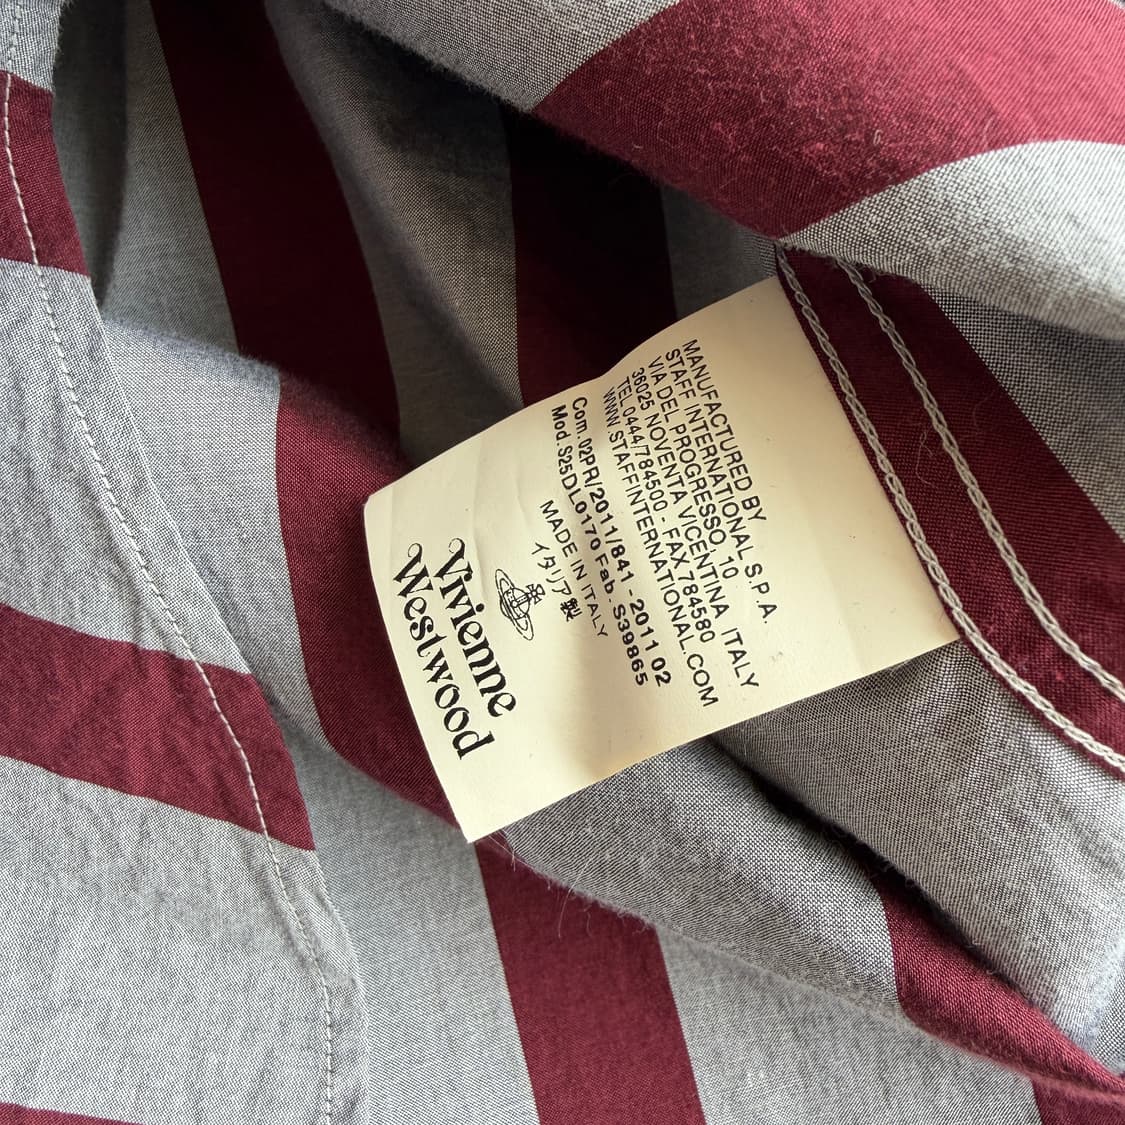 MANUFACTURED BY
STAFF INTERNATIONAL S.P.A.
VIA DEL PROGRESSO, 10
36025 NOVENTA VICENTINA ITALY
TEL 0444/784500 - FAX 784580
WWW.STAFFINTERNATIONAL.COM
Com.02PR/2011/841 - 2011 02
Mod.S25DL0170 Fab. S39865
MADE IN ITALY
イタリア製
Vivienne
Westwood